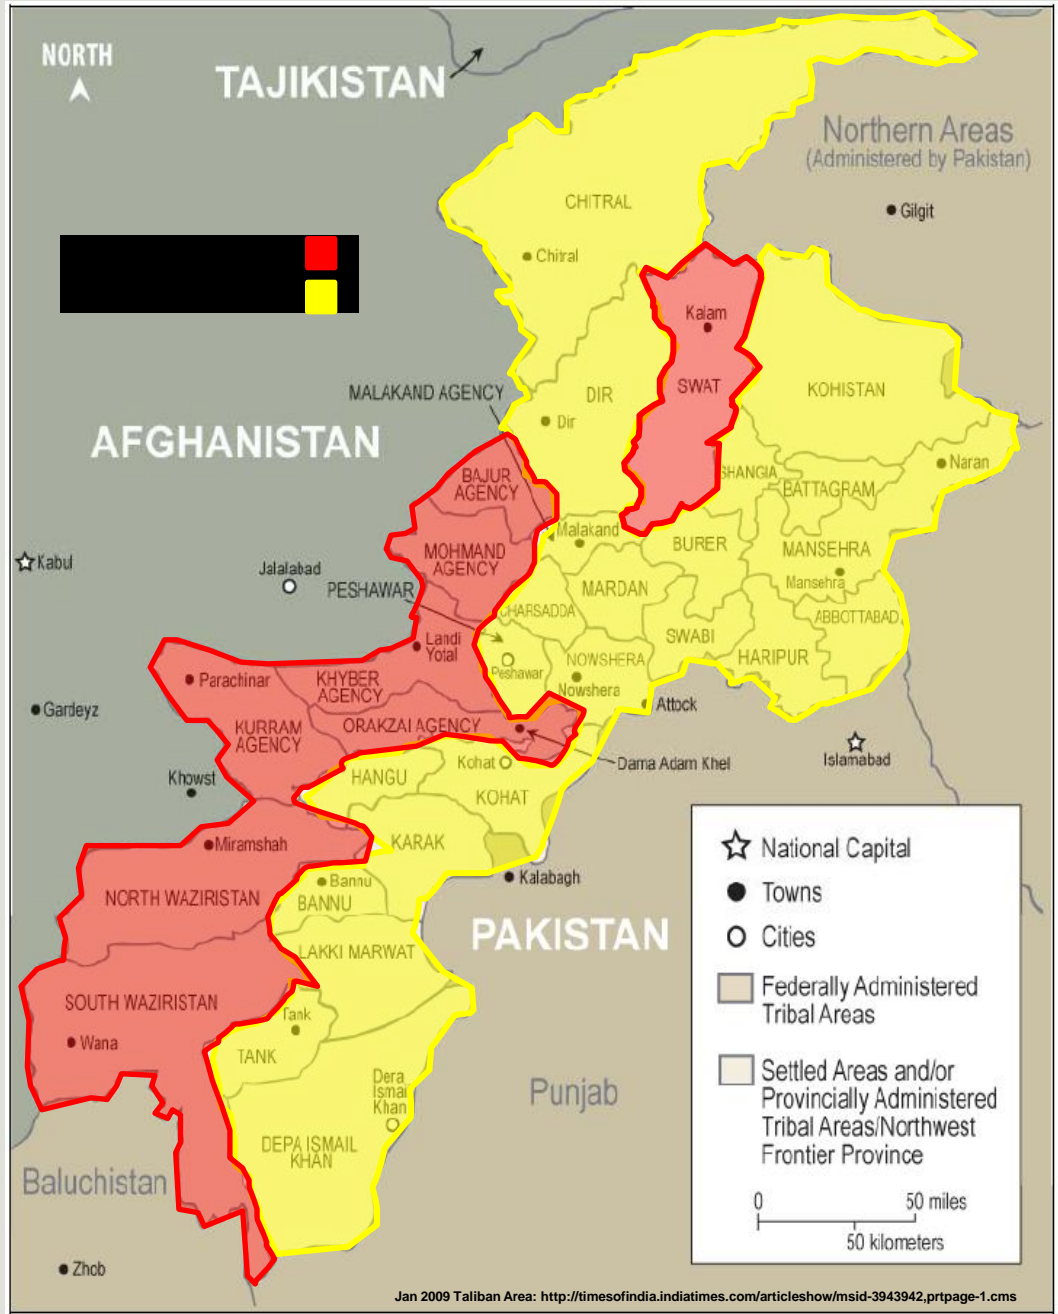 NORTH
TAJIKISTAN
Northern Areas
(Administered by Pakistan)
CHITRAL
Gilgit
Chitral
Kalam
MALAKAND AGENCY
DIR
SWAT
KOHISTAN
Dir
AFGHANISTAN
BAJUR
AGENCY
SHANGIA
Naran
BATTAGRAM
Malakand
Kabul
MOHMAND
AGENCY
BURER
MANSEHRA
Jalalabad
PESHAWAR
MARDAN
Mansehra
CHARSADDA
ABBOTTABAD
Landi
Yotal
SWABI
Parachinar
KHYBER
AGENCY
Peshawar
NOWSHERA
HARIPUR
Nowshera
Gardeyz
KURRAM
AGENCY
ORAKZAI AGENCY
Attock
Islamabad
Khowst
HANGU
Kohat
Dama Adam Khel
KOHAT
Miramshah
KARAK
National Capital
Bannu
Kalabagh
Towns
NORTH WAZIRISTAN
BANNU
PAKISTAN
Cities
LAKKI MARWAT
Federally Administered
Tribal Areas
SOUTH WAZIRISTAN
Tank
Wana
TANK
Settled Areas and/or
Provincially Administered
Tribal Areas/Northwest
Frontier Province
Dera
Ismai
Khan
Punjab
DEPA ISMAIL
KHAN
Baluchistan
0 50 miles
50 kilometers
Zhob
Jan 2009 Taliban Area: http://timesofindia.indiatimes.com/articleshow/msid-3943942,prtpage-1.cms